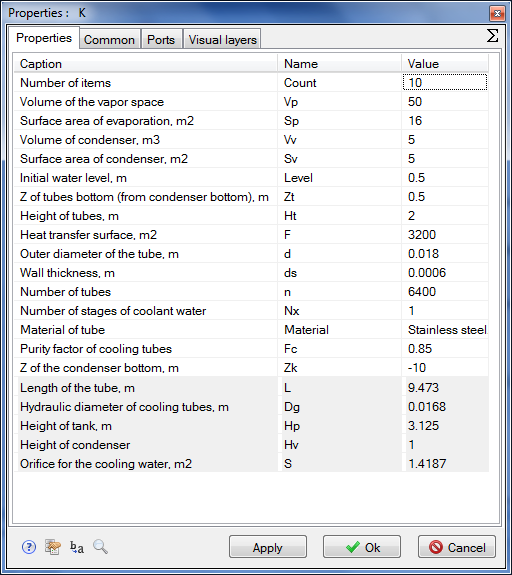 Properties : K
Properties Common Ports Visual layers Σ
Caption Name Value
Number of items Count 10
Volume of the vapor space Vp 50
Surface area of evaporation, m2 Sp 16
Volume of condenser, m3 Vv 5
Surface area of condenser, m2 Sv 5
Initial water level, m Level 0.5
Z of tubes bottom (from condenser bottom), m Zt 0.5
Height of tubes, m Ht 2
Heat transfer surface, m2 F 3200
Outer diameter of the tube, m d 0.018
Wall thickness, m ds 0.0006
Number of tubes n 6400
Number of stages of coolant water Nx 1
Material of tube Material Stainless steel
Purity factor of cooling tubes Fc 0.85
Z of the condenser bottom, m Zk -10
Length of the tube, m L 9.473
Hydraulic diameter of cooling tubes, m Dg 0.0168
Height of tank, m Hp 3.125
Height of condenser Hv 1
Orifice for the cooling water, m2 S 1.4187
? ba Apply Ok Cancel